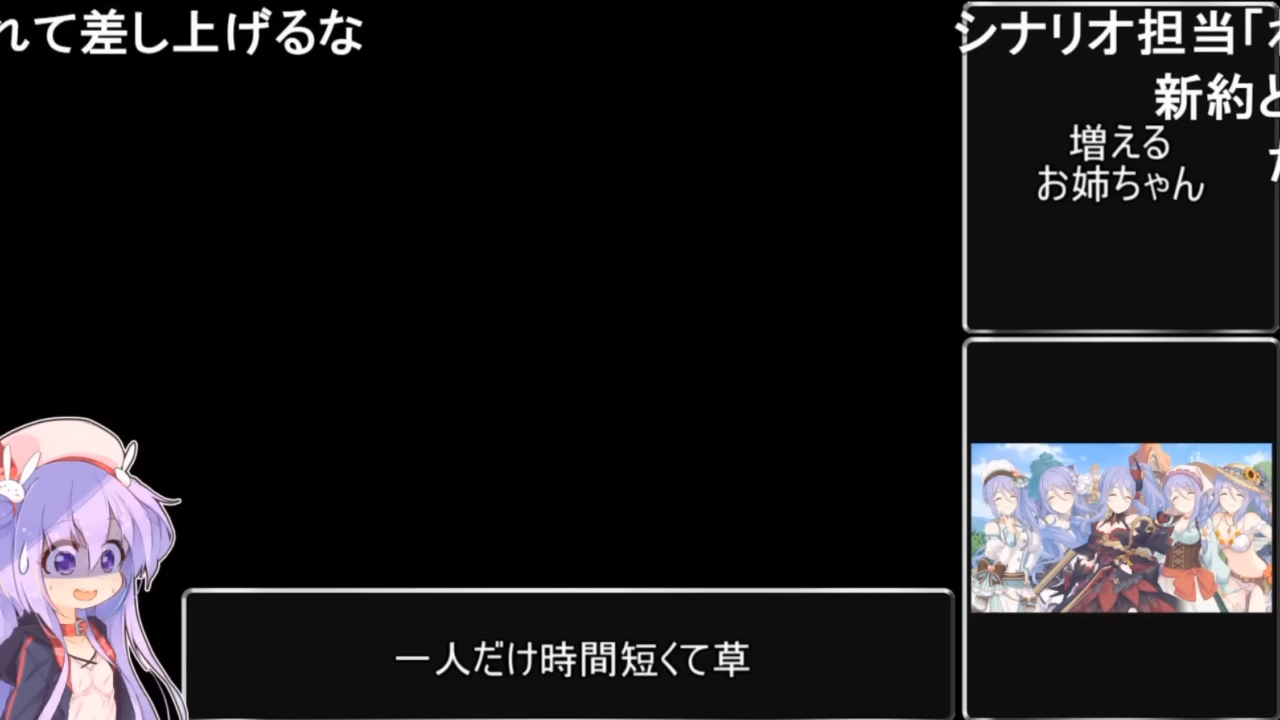 れて差し上げるな
シナリオ担当「
新約と
増える
お姉ちゃん
一人だけ時間短くて草